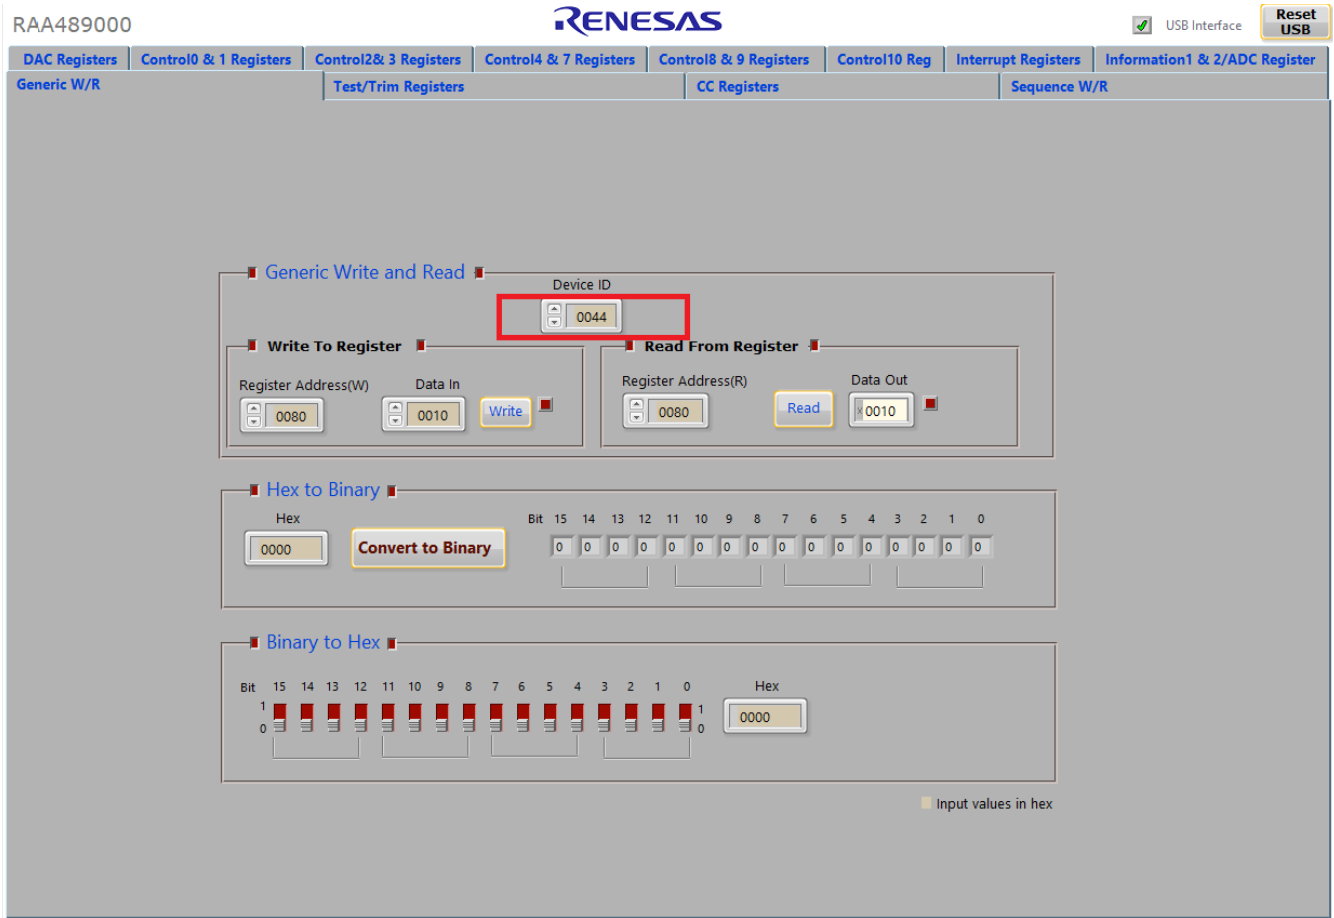 RAA489000
RENESAS
USB Interface
Reset USB
DAC Registers Control0 & 1 Registers Control2& 3 Registers Control4 & 7 Registers Control8 & 9 Registers Control10 Reg Interrupt Registers Information1 & 2/ADC Register
Generic W/R Test/Trim Registers CC Registers Sequence W/R
Generic Write and Read
Device ID
0044
Write To Register
Register Address(W) Data In
0080 0010 Write
Read From Register
Register Address(R) Data Out
0080 Read x 0010
Hex to Binary
Hex
0000 Convert to Binary
Bit 15 14 13 12 11 10 9 8 7 6 5 4 3 2 1 0
0 0 0 0 0 0 0 0 0 0 0 0 0 0 0 0
Binary to Hex
Bit 15 14 13 12 11 10 9 8 7 6 5 4 3 2 1 0 Hex
1 1
0 0
0000
Input values in hex